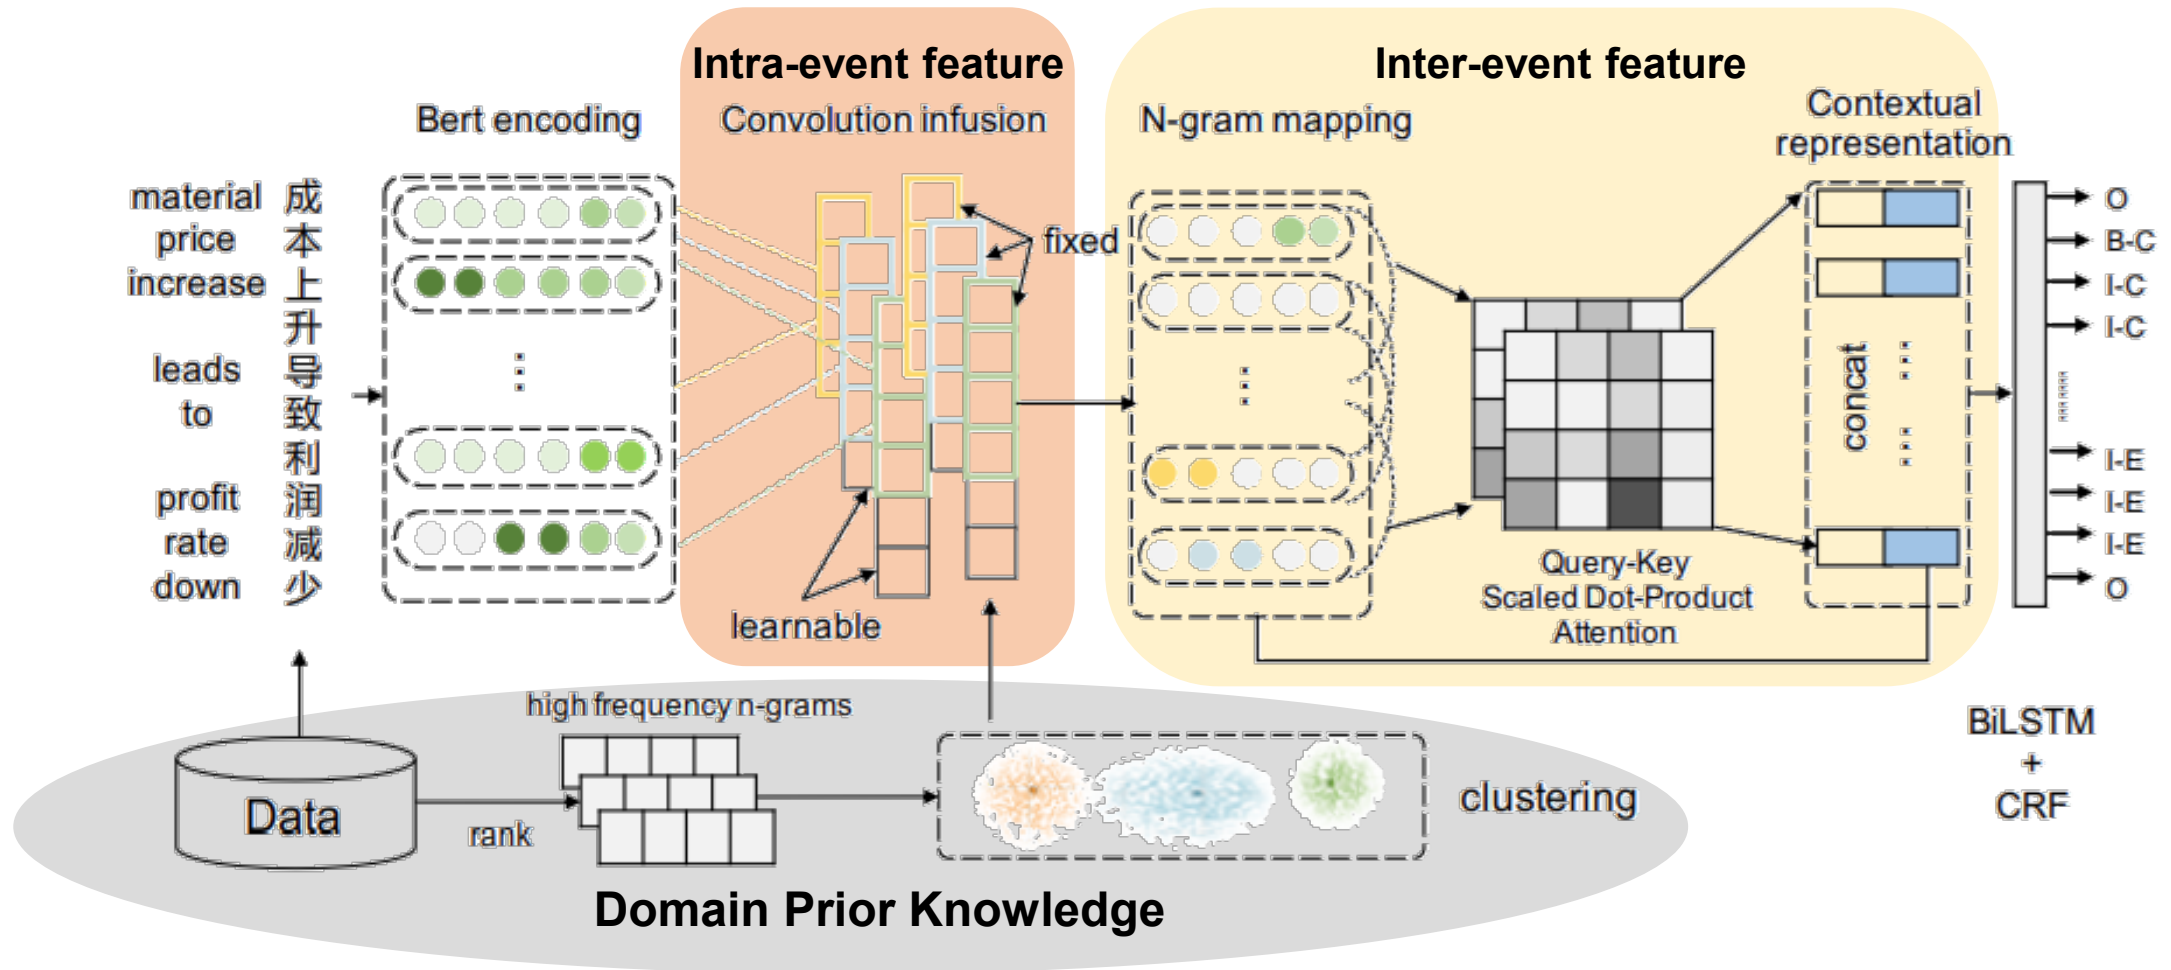 Intra-event feature
Inter-event feature
Bert encoding
Convolution infusion
N-gram mapping
Contextual
representation
material
price
increase
leads
to
profit
rate
down
成
本
上
升
导
致
利
润
减
少
fixed
learnable
Query-Key
Scaled Dot-Product
Attention
concat
O
B-C
I-C
I-C
I-E
I-E
I-E
O
BiLSTM
+
CRF
high frequency n-grams
Data
rank
clustering
Domain Prior Knowledge